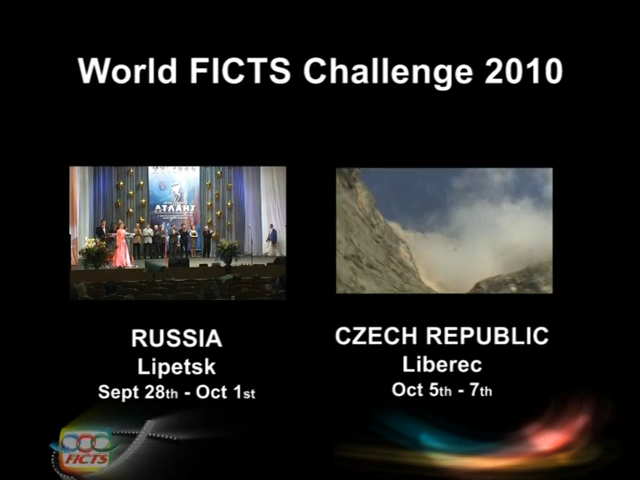 World FICTS Challenge 2010
АТЛАНТ
RUSSIA
Lipetsk
Sept 28th - Oct 1st
CZECH REPUBLIC
Liberec
Oct 5th - 7th
FICTS